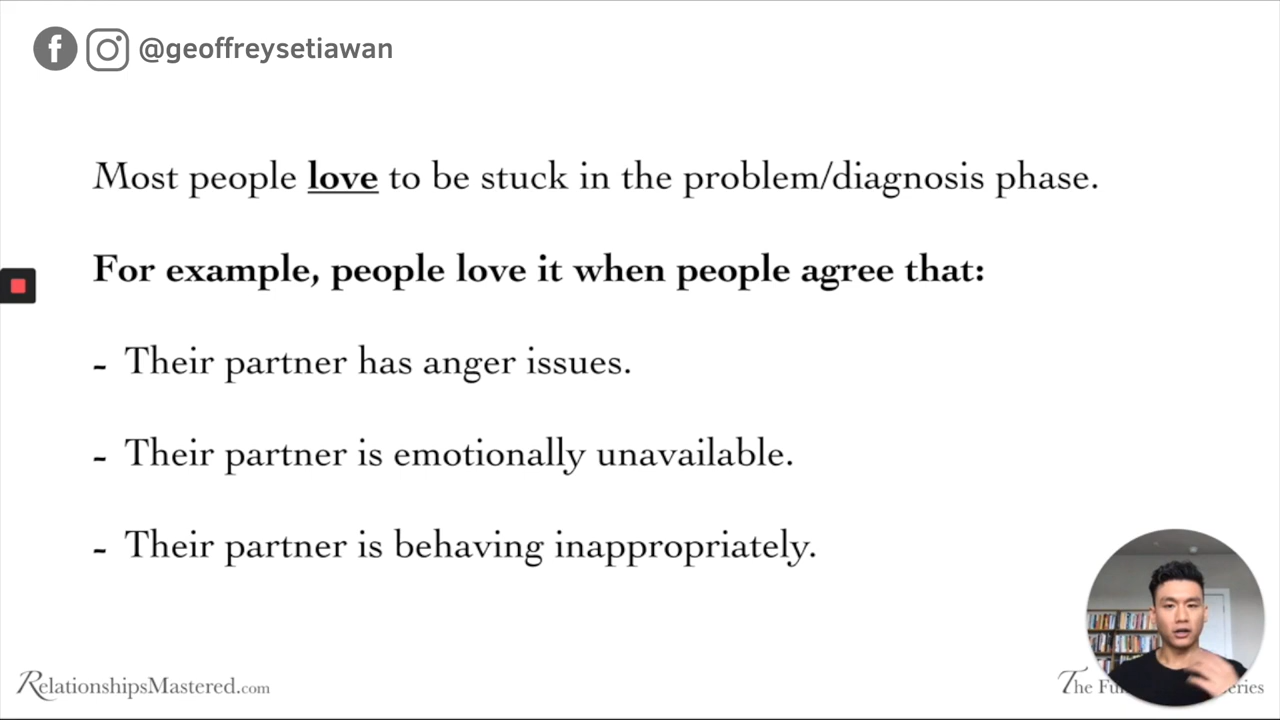 @geoffreysetiawan
Most people love to be stuck in the problem/diagnosis phase.
For example, people love it when people agree that:
- Their partner has anger issues.
- Their partner is emotionally unavailable.
- Their partner is behaving inappropriately.
RelationshipsMastered.com
The